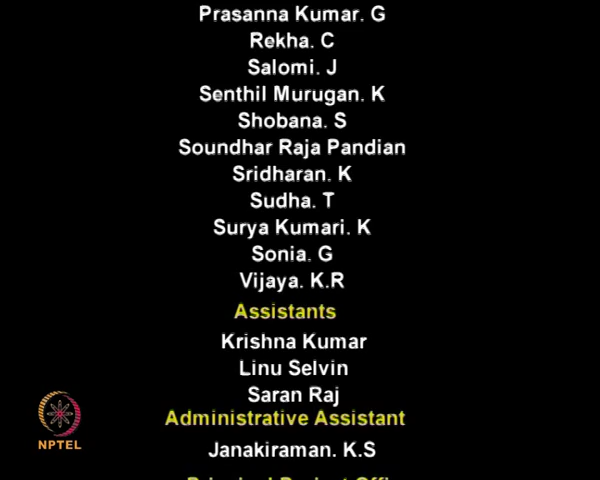 Prasanna Kumar. G
Rekha. C
Salomi. J
Senthil Murugan. K
Shobana. S
Soundhar Raja Pandian
Sridharan. K
Sudha. T
Surya Kumari. K
Sonia. G
Vijaya. K.R
Assistants
Krishna Kumar
Linu Selvin
Saran Raj
Administrative Assistant
Janakiraman. K.S
NPTEL